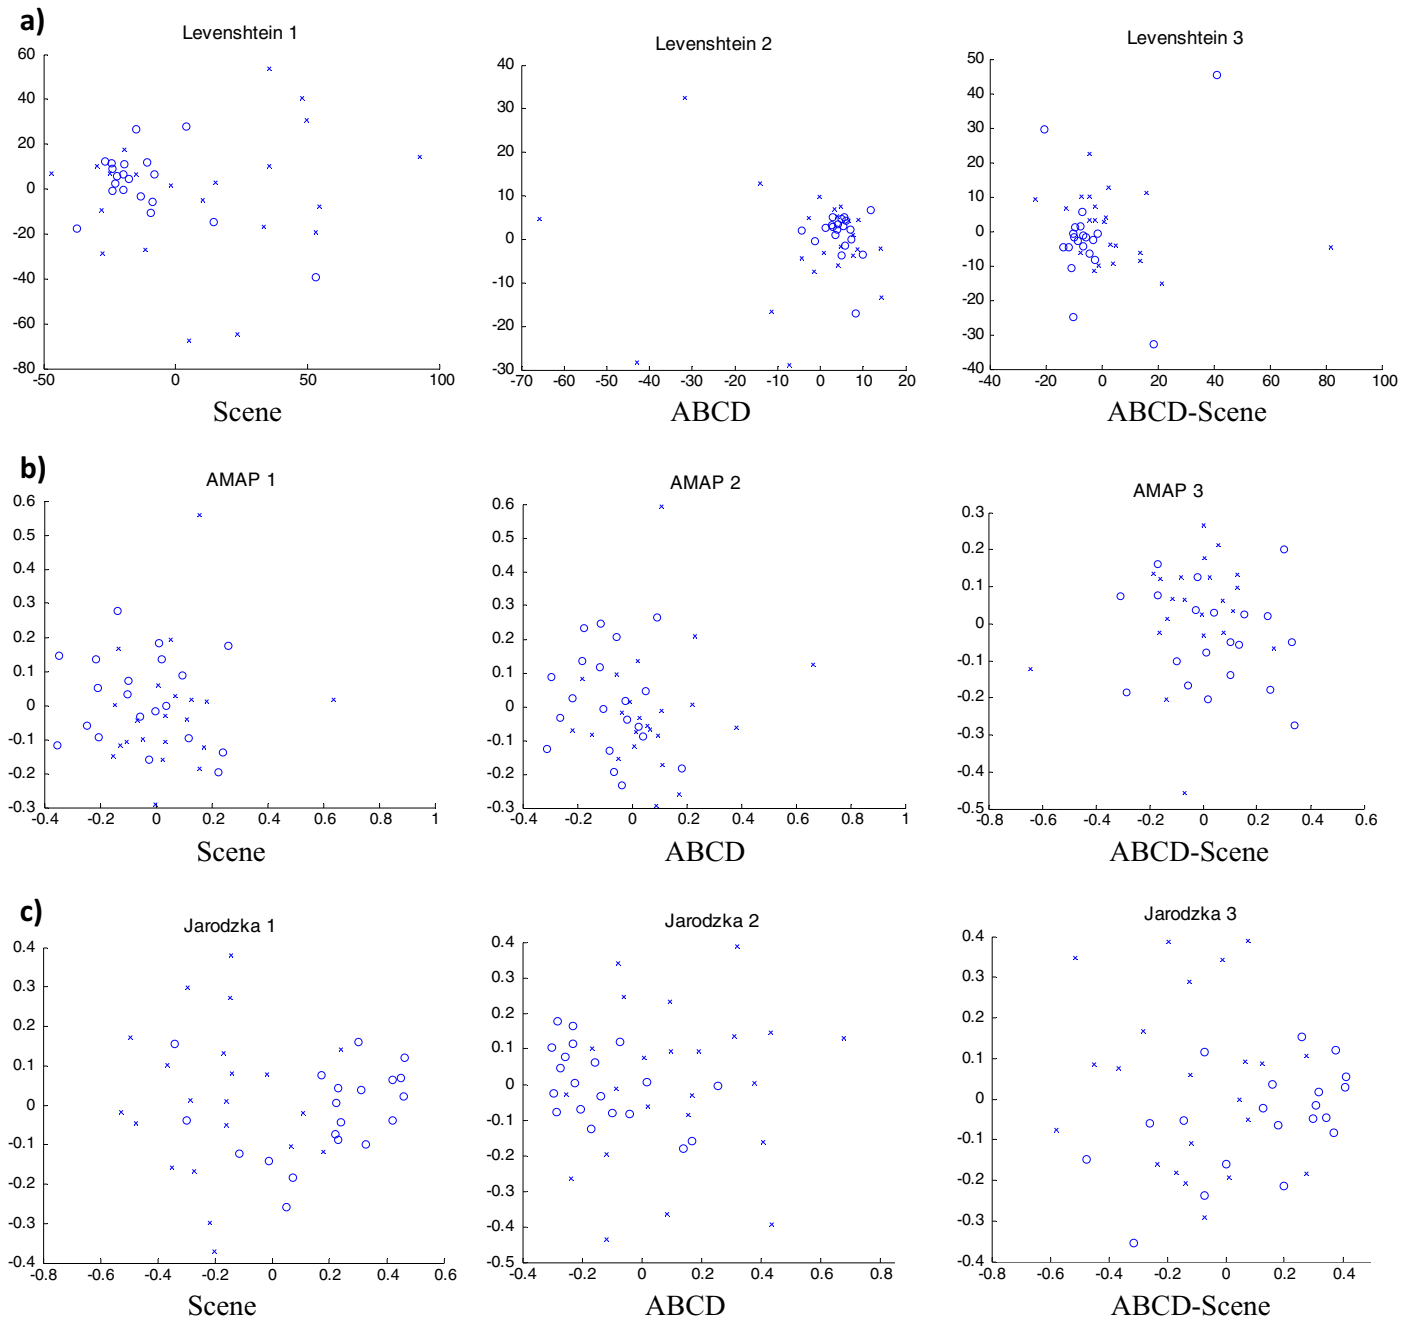 a)
Levenshtein 1
Levenshtein 2
Levenshtein 3
60
40
20
0
-20
-40
-60
-80
-50 0 50 100
Scene
40
30
20
10
0
-10
-20
-30
-70 -60 -50 -40 -30 -20 -10 0 10 20
ABCD
50
40
30
20
10
0
-10
-20
-30
-40
-40 -20 0 20 40 60 80 100
ABCD-Scene
b)
AMAP 1
AMAP 2
AMAP 3
0.6
0.5
0.4
0.3
0.2
0.1
0
-0.1
-0.2
-0.3
-0.4 -0.2 0 0.2 0.4 0.6 0.8 1
Scene
0.6
0.5
0.4
0.3
0.2
0.1
0
-0.1
-0.2
-0.3
-0.4 -0.2 0 0.2 0.4 0.6 0.8 1
ABCD
0.3
0.2
0.1
0
-0.1
-0.2
-0.3
-0.4
-0.5
-0.8 -0.6 -0.4 -0.2 0 0.2 0.4 0.6
ABCD-Scene
c)
Jarodzka 1
Jarodzka 2
Jarodzka 3
0.4
0.3
0.2
0.1
0
-0.1
-0.2
-0.3
-0.4
-0.8 -0.6 -0.4 -0.2 0 0.2 0.4 0.6
Scene
0.4
0.3
0.2
0.1
0
-0.1
-0.2
-0.3
-0.4
-0.5
-0.4 -0.2 0 0.2 0.4 0.6 0.8
ABCD
0.4
0.3
0.2
0.1
0
-0.1
-0.2
-0.3
-0.4
-0.8 -0.6 -0.4 -0.2 0 0.2 0.4
ABCD-Scene